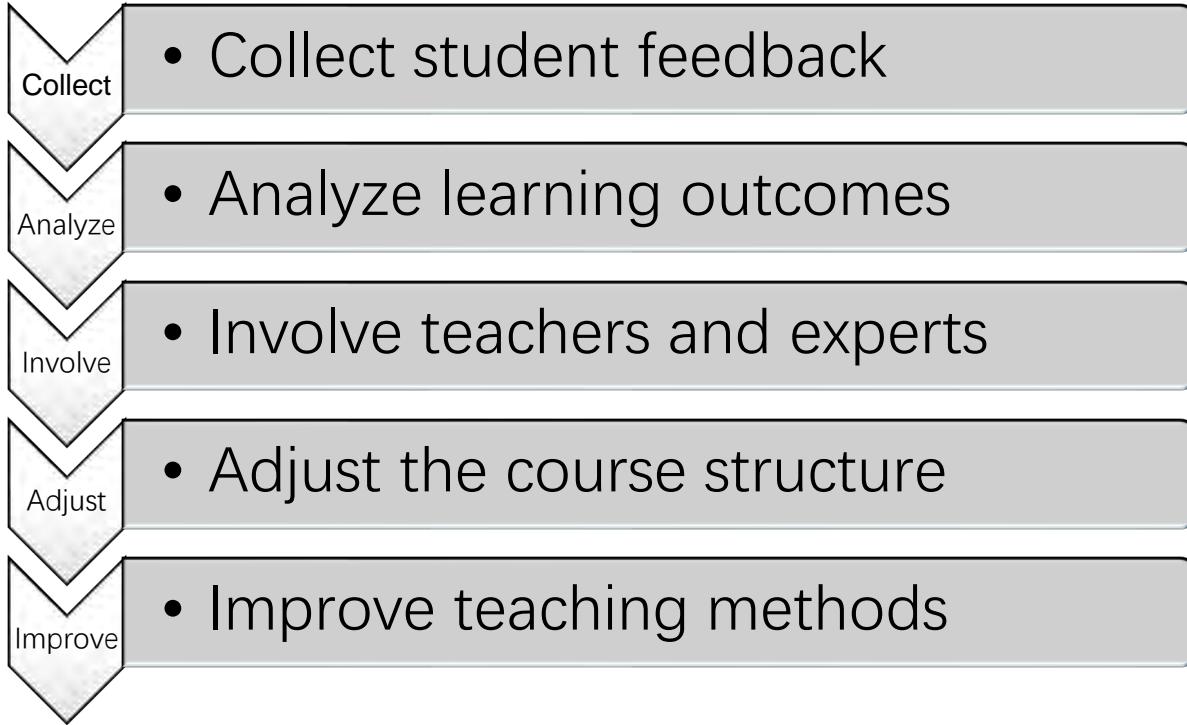 Collect
• Collect student feedback
Analyze
• Analyze learning outcomes
Involve
• Involve teachers and experts
Adjust
• Adjust the course structure
Improve
• Improve teaching methods